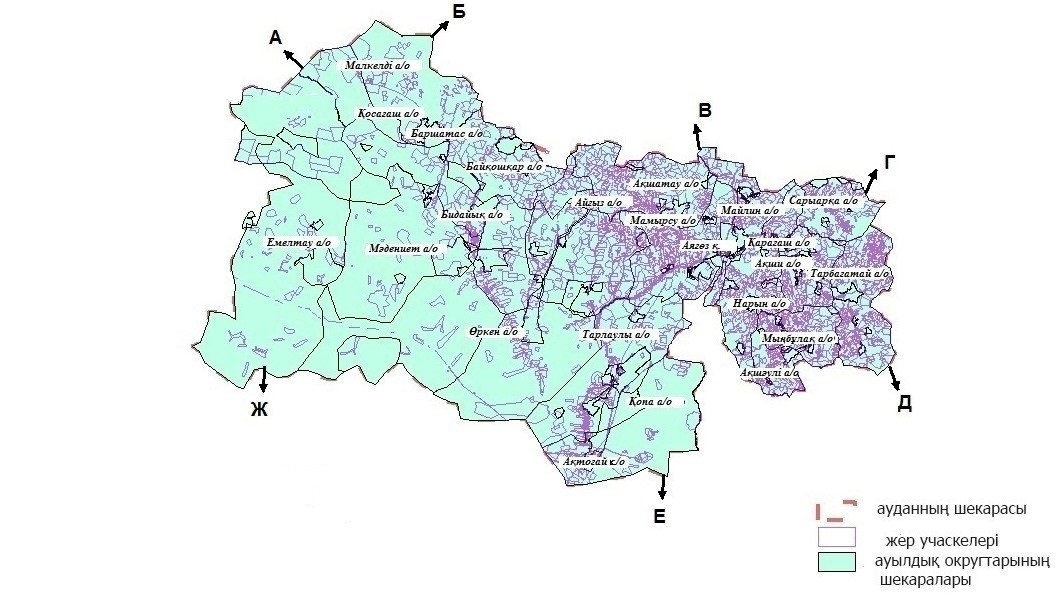 Б
А
Малкелді а/о
Қосағаш а/о
В
Баршатас а/о
Байқошқар а/о
Г
Ақшатау а/о
Айғыз а/о
Сарыарқа а/о
Майлин а/о
Бидайық а/о
Мамырсу а/о
Емелтау а/о
Мәдениет а/о
Аягөз қ.
Қарағаш а/о
Ақши а/о
Тарбағатай а/о
Нарын а/о
Өркен а/о
Тарлаулы а/о
Мыңбұлақ а/о
Ақшәулі а/о
Ж
Қопа а/о
Д
Ақтоғай к/о
Е
ауданның шекарасы
жер учаскелері
ауылдық округтарының
шекаралары